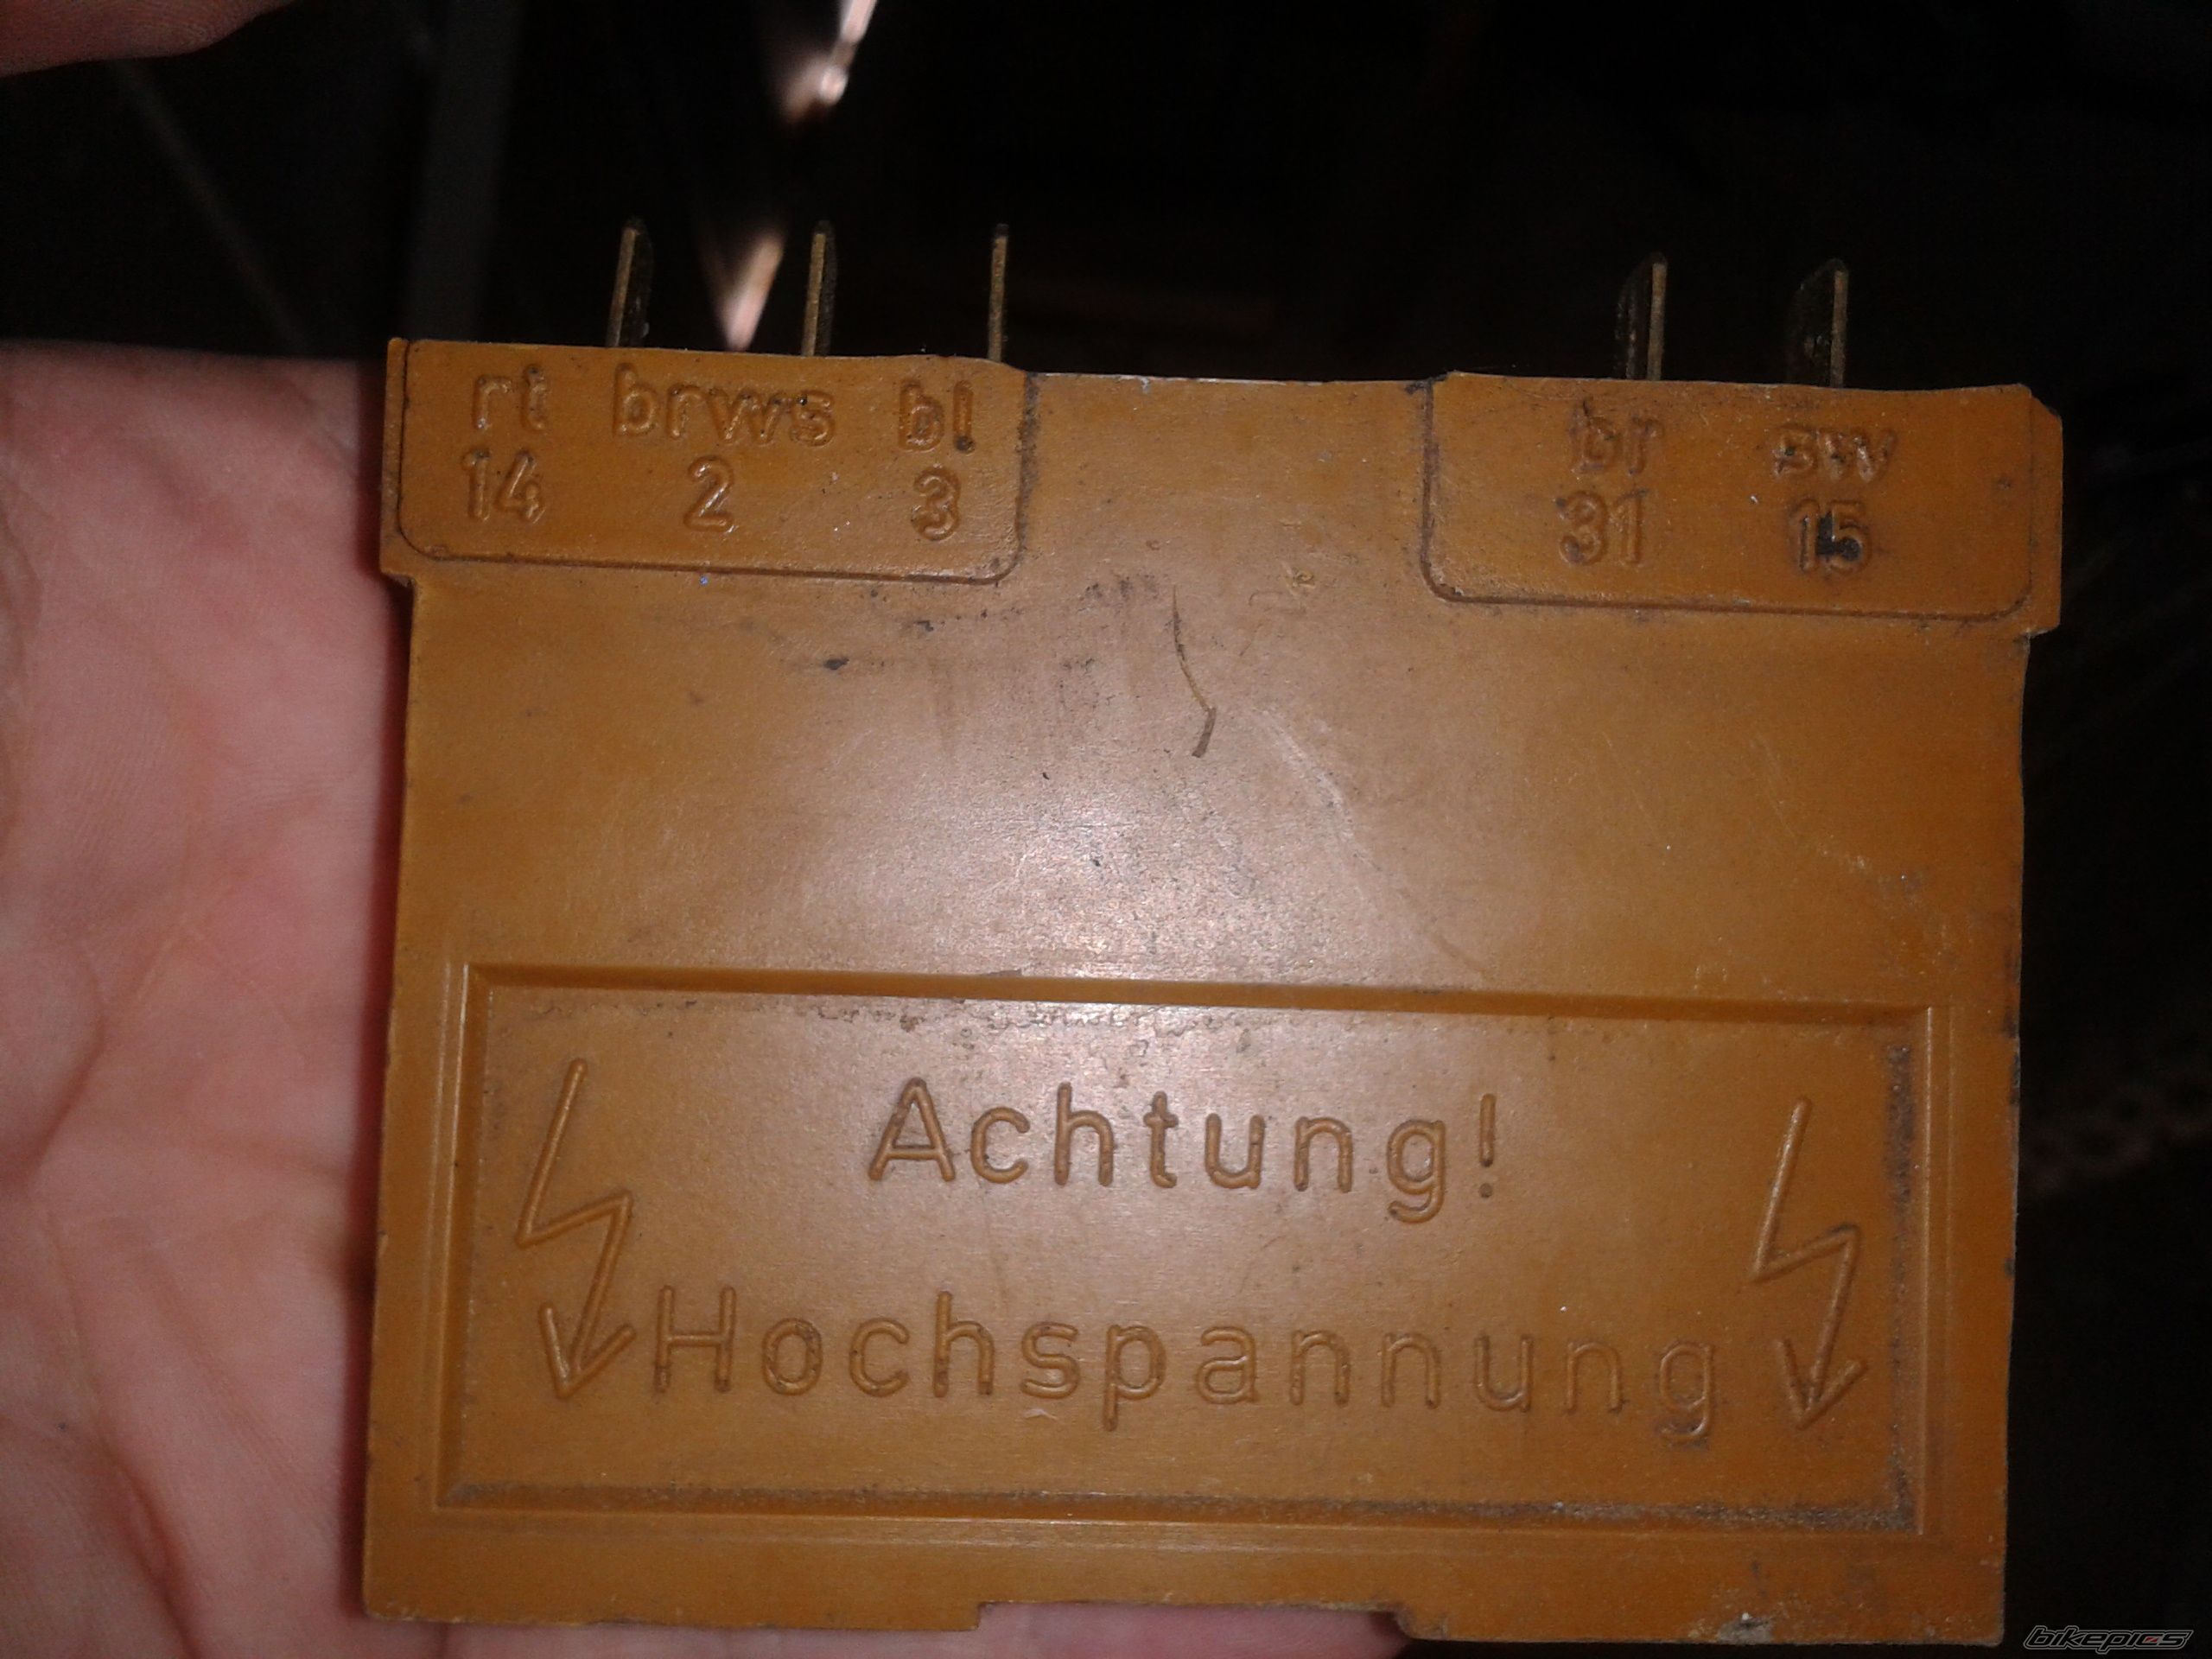 rt brws bl
14 2 3
br sw
31 15
Achtung!
Hochspannung
bikepics